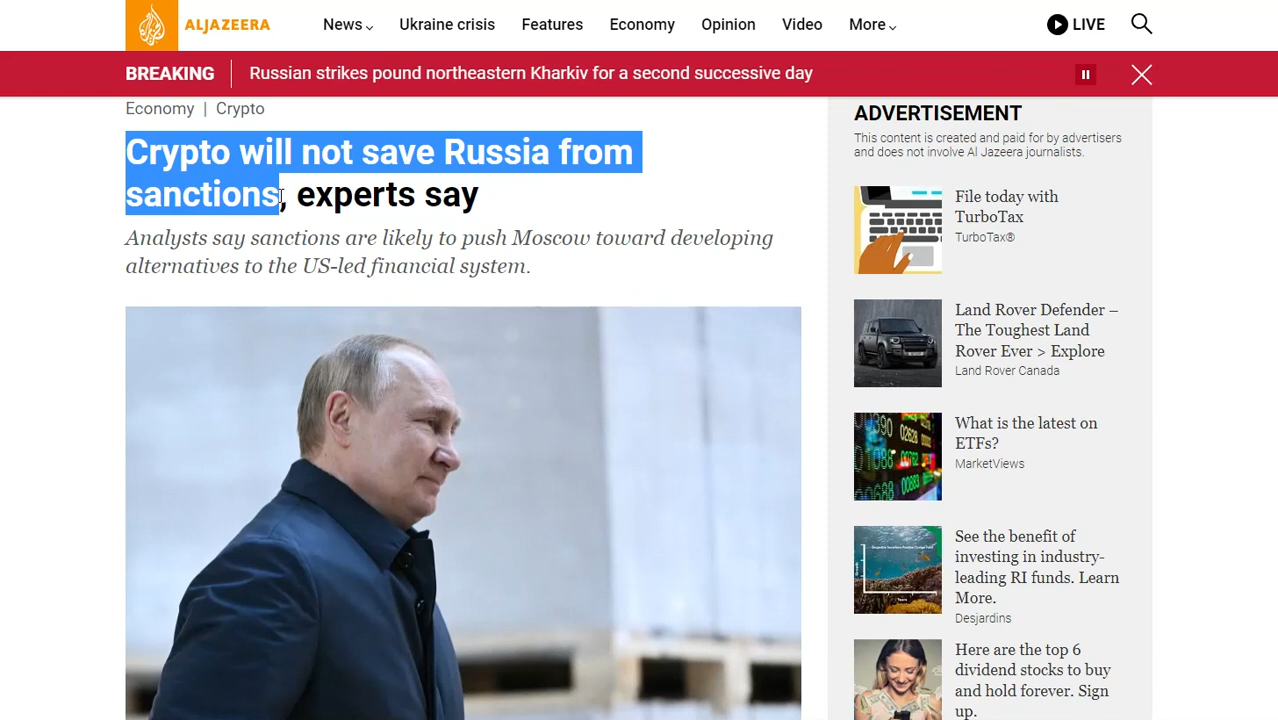 ALJAZEERA
News
Ukraine crisis
Features
Economy
Opinion
Video
More
LIVE
BREAKING
Russian strikes pound northeastern Kharkiv for a second successive day
Economy | Crypto
Crypto will not save Russia from
sanctions, experts say
Analysts say sanctions are likely to push Moscow toward developing
alternatives to the US-led financial system.
ADVERTISEMENT
This content is created and paid for by advertisers
and does not involve Al Jazeera journalists.
File today with
TurboTax
TurboTax®
Land Rover Defender –
The Toughest Land
Rover Ever > Explore
Land Rover Canada
What is the latest on
ETFs?
MarketViews
See the benefit of
investing in industry-
leading RI funds. Learn
More.
Desjardins
Here are the top 6
dividend stocks to buy
and hold forever. Sign
up.